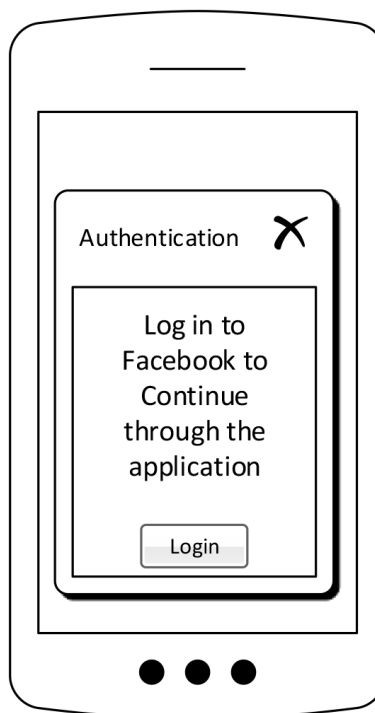 Authentication
Log in to
Facebook to
Continue
through the
application
Login